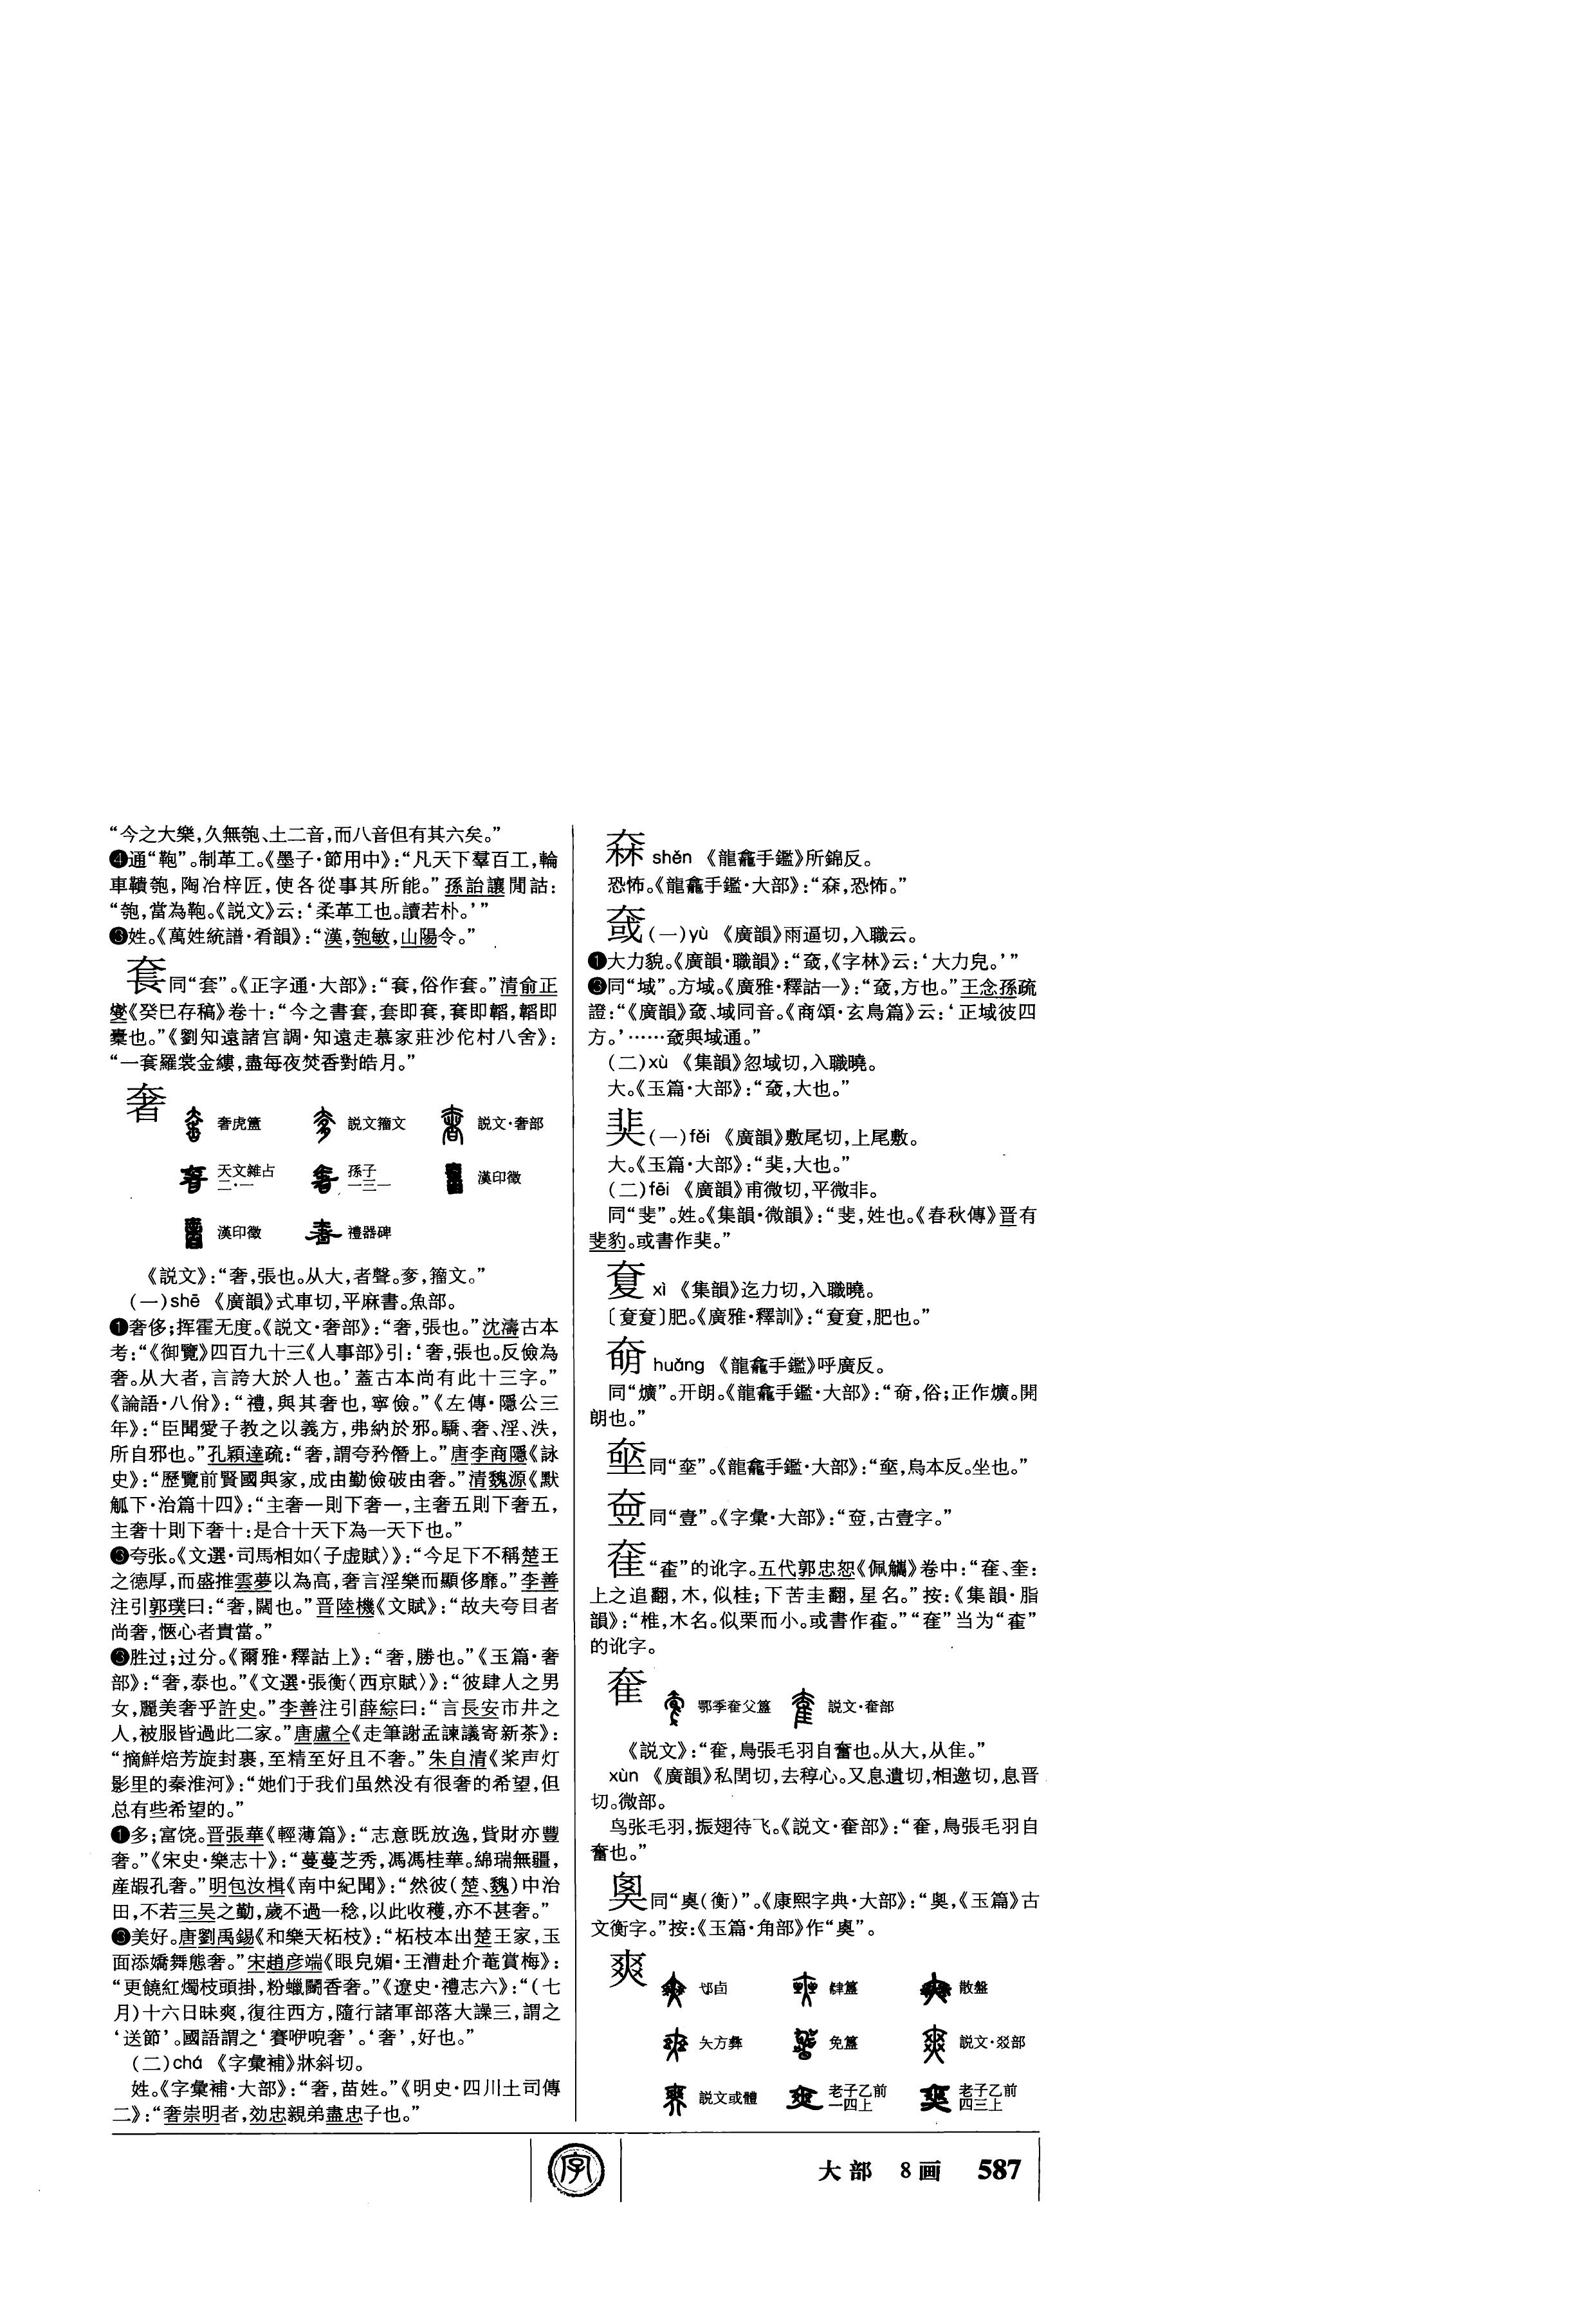 “今之大樂，久無匏、土二音，而八音但有其六矣。”
❹通“鞄”。制革工。《墨子·節用中》：“凡天下羣百工，輪
車鞼匏，陶冶梓匠，使各從事其所能。”孫詒讓閒詁：
“匏，當為鞄。《説文》云：‘柔革工也。讀若朴。’”
❸姓。《萬姓統譜·肴韻》：“漢，匏敏，山陽令。”
同“套”。《正字通·大部》：“㚐，俗作套。”清俞正
燮《癸巳存稿》卷十：“今之書套，套即㚐，㚐即韜，韜即
櫜也。”《劉知遠諸宫調·知遠走慕家莊沙佗村八舍》：
“一㚐羅裳金縷，盡每夜焚香對皓月。”
奢
奢虎簠 説文籀文 説文·奢部
天文雜占二·一 孫子一三一 漢印徵
漢印徵 禮器碑
《説文》：“奢，張也。从大，者聲。奓，籀文。”
（一）shē 《廣韻》式車切，平麻書。魚部。
❶奢侈；挥霍无度。《説文·奢部》：“奢，張也。”沈濤古本
考：“《御覽》四百九十三《人事部》引：‘奢，張也。反儉為
奢。从大者，言誇大於人也。’蓋古本尚有此十三字。”
《論語·八佾》：“禮，與其奢也，寧儉。”《左傳·隱公三
年》：“臣聞愛子教之以義方，弗納於邪。驕、奢、淫、泆，
所自邪也。”孔穎達疏：“奢，謂夸矜僭上。”唐李商隱《詠
史》：“歷覽前賢國與家，成由勤儉破由奢。”清魏源《默
觚下·治篇十四》：“主奢一則下奢一，主奢五則下奢五，
主奢十則下奢十：是合十天下為一天下也。”
❸夸张。《文選·司馬相如〈子虚賦〉》：“今足下不稱楚王
之德厚，而盛推雲夢以為高，奢言淫樂而顯侈靡。”李善
注引郭璞曰：“奢，闊也。”晋陸機《文賦》：“故夫夸目者
尚奢，愜心者貴當。”
❸胜过；过分。《爾雅·釋詁上》：“奢，勝也。”《玉篇·奢
部》：“奢，泰也。”《文選·張衡〈西京賦〉》：“彼肆人之男
女，麗美奢乎許史。”李善注引薛綜曰：“言長安市井之
人，被服皆過此二家。”唐盧仝《走筆謝孟諫議寄新茶》：
“摘鮮焙芳旋封裹，至精至好且不奢。”朱自清《桨声灯
影里的秦淮河》：“她们于我们虽然没有很奢的希望，但
总有些希望的。”
❶多；富饶。晋張華《輕薄篇》：“志意既放逸，貲財亦豐
奢。”《宋史·樂志十》：“蔓蔓芝秀，馮馮桂華。綿瑞無疆，
産嘏孔奢。”明包汝楫《南中紀聞》：“然彼（楚、魏）中治
田，不若三吴之勤，歲不過一稔，以此收穫，亦不甚奢。”
❸美好。唐劉禹錫《和樂天柘枝》：“柘枝本出楚王家，玉
面添嬌舞態奢。”宋趙彦端《眼兒媚·王漕赴介菴賞梅》：
“更饒紅燭枝頭掛，粉蠟鬭香奢。”《遼史·禮志六》：“（七
月）十六日昧爽，復往西方，隨行諸軍部落大譟三，謂之
‘送節’。國語謂之‘賽咿唲奢’。‘奢’，好也。”
（二）chá 《字彙補》牀斜切。
姓。《字彙補·大部》：“奢，苗姓。”《明史·四川土司傳
二》：“奢崇明者，効忠親弟盡忠子也。”
shěn 《龍龕手鑑》所錦反。
恐怖。《龍龕手鑑·大部》：“，恐怖。”
㚜（一）yù 《廣韻》雨逼切，入職云。
❶大力貌。《廣韻·職韻》：“㚜，《字林》云：‘大力皃。’”
❸同“域”。方域。《廣雅·釋詁一》：“㚜，方也。”王念孫疏
證：“《廣韻》㚜、域同音。《商頌·玄鳥篇》云：‘正域彼四
方。’……㚜與域通。”
（二）xù 《集韻》忽域切，入職曉。
大。《玉篇·大部》：“㚜，大也。”
奜（一）fěi 《廣韻》敷尾切，上尾敷。
大。《玉篇·大部》：“奜，大也。”
（二）fēi 《廣韻》甫微切，平微非。
同“斐”。姓。《集韻·微韻》：“斐，姓也。《春秋傳》晋有
斐豹。或書作奜。”
xì 《集韻》迄力切，入職曉。
〔〕肥。《廣雅·釋訓》：“，肥也。”
huǎng 《龍龕手鑑》呼廣反。
同“爌”。开朗。《龍龕手鑑·大部》：“，俗；正作爌。開
朗也。”
同“㘸”。《龍龕手鑑·大部》：“，烏本反。坐也。”
同“壹”。《字彙·大部》：“，古壹字。”
“”的讹字。五代郭忠恕《佩觿》卷中：“奞、奎：
上之追翻，木，似桂；下苦圭翻，星名。”按：《集韻·脂
韻》：“椎，木名。似栗而小。或書作。”“奞”当为“”
的讹字。
奞
鄂季奞父簋 説文·奞部
《説文》：“奞，鳥張毛羽自奮也。从大，从隹。”
xùn 《廣韻》私閏切，去稕心。又息遺切，相邀切，息晋
切。微部。
鸟张毛羽，振翅待飞。《説文·奞部》：“奞，鳥張毛羽自
奮也。”
同“𡙧（衡）”。《康熙字典·大部》：“，《玉篇》古
文衡字。”按：《玉篇·角部》作“𡙧”。
爽
卣 肄簋 散盤
矢方彝 免簋 説文·㸚部
説文或體 老子乙前一四上 老子乙前四三上
字
大部 8画 587